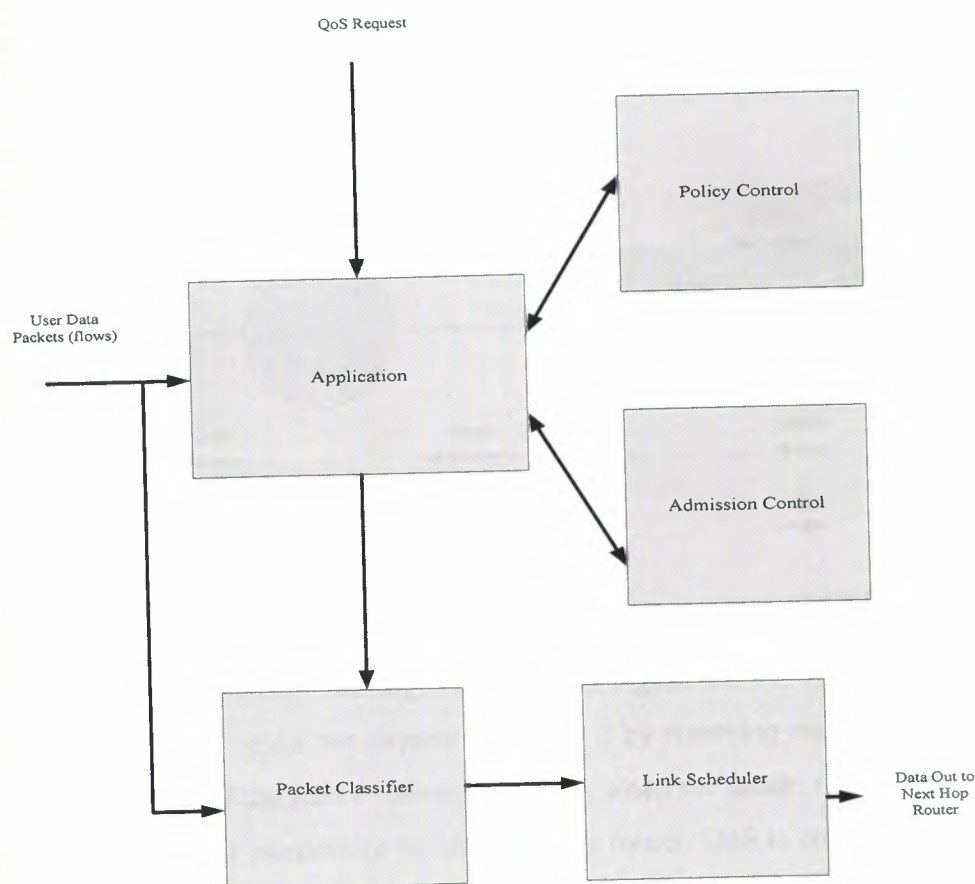 QoS Request
Policy Control
User Data
Packets (flows)
Application
Admission Control
Packet Classifier
Link Scheduler
Data Out to
Next Hop
Router